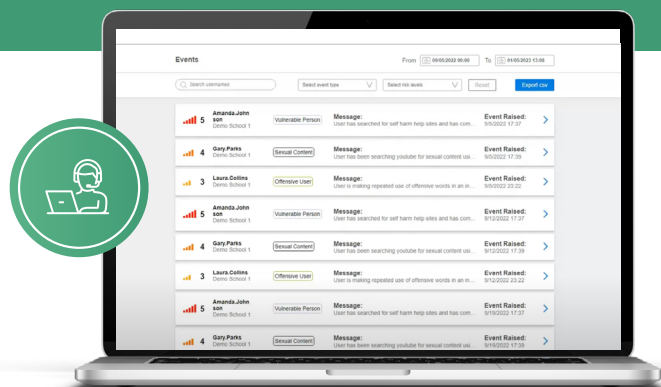 Events
From 09/05/2022 00:00 To 01/05/2023 13:08
Search usernames Select event type Select risk levels Reset Export csv
Amanda.John
5 son Vulnerable Person Message: Event Raised:
Demo School 1 User has searched for self harm help sites and has com... 9/5/2022 17:37
4 Gary.Parks Sexual Content Message: Event Raised:
Demo School 1 User has been searching youtube for sexual content usi... 9/5/2022 17:39
3 Laura.Collins Offensive User Message: Event Raised:
Demo School 1 User is making repeated use of offensive words in an in... 9/5/2022 23:22
Amanda.John
5 son Vulnerable Person Message: Event Raised:
Demo School 1 User has searched for self harm help sites and has com... 9/12/2022 17:37
4 Gary.Parks Sexual Content Message: Event Raised:
Demo School 1 User has been searching youtube for sexual content usi... 9/12/2022 17:39
3 Laura.Collins Offensive User Message: Event Raised:
Demo School 1 User is making repeated use of offensive words in an in... 9/12/2022 23:22
Amanda.John
5 son Vulnerable Person Message: Event Raised:
Demo School 1 User has searched for self harm help sites and has com... 9/19/2022 17:37
4 Gary.Parks Sexual Content Message: Event Raised:
Demo School 1 User has been searching youtube for sexual content usi... 9/19/2022 17:39